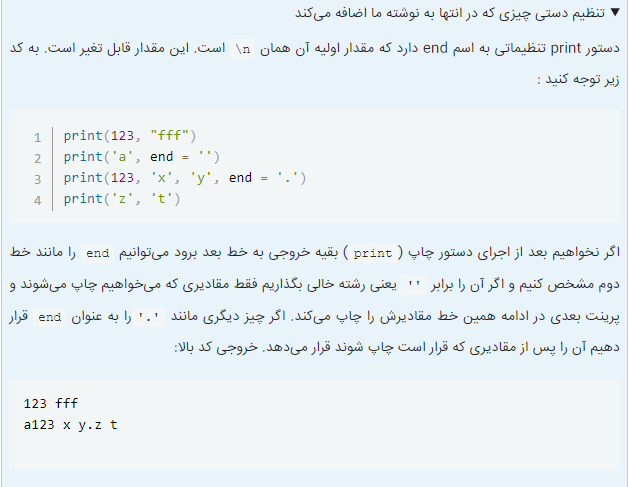 ▼ تنظیم دستی چیزی که در انتها به نوشته ما اضافه می‌کند
دستور print تنظیماتی به اسم end دارد که مقدار اولیه آن همان \n است. این مقدار قابل تغیر است. به کد
زیر توجه کنید :
1 print(123, "fff")
2 print('a', end = '')
3 print(123, 'x', 'y', end = '.')
4 print('z', 't')
اگر نخواهیم بعد از اجرای دستور چاپ ( print ) بقیه خروجی به خط بعد برود می‌توانیم end را مانند خط
دوم مشخص کنیم و اگر آن را برابر '' یعنی رشته خالی بگذاریم فقط مقادیری که می‌خواهیم چاپ می‌شوند و
پرینت بعدی در ادامه همین خط مقادیرش را چاپ می‌کند. اگر چیز دیگری مانند '.' را به عنوان end قرار
دهیم آن را پس از مقادیری که قرار است چاپ شوند قرار می‌دهد. خروجی کد بالا:
123 fff
a123 x y.z t